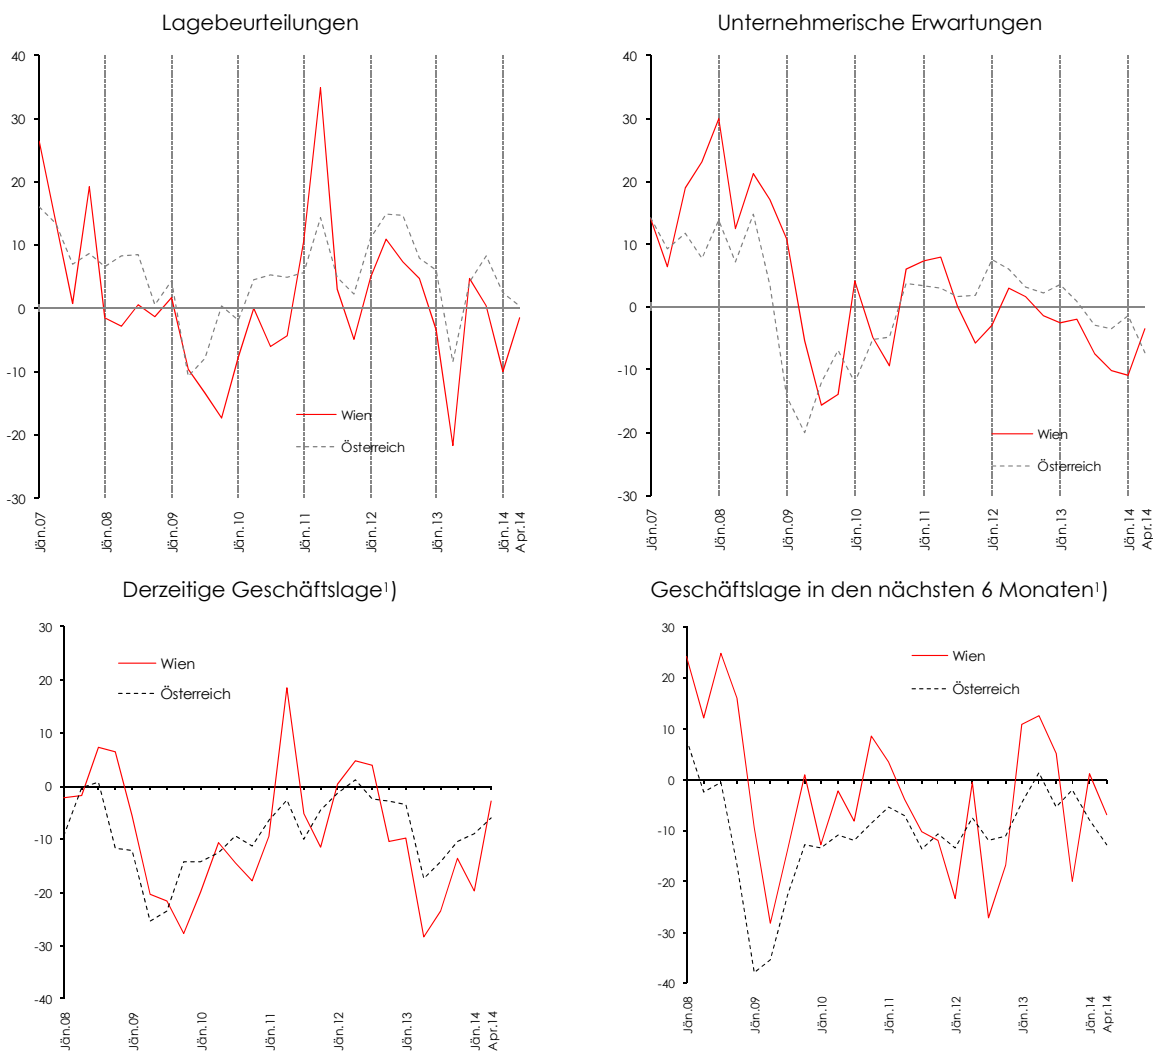 Lagebeurteilungen
40
30
20
10
0
-10
-20
-30
Wien
Österreich
Jän.07
Jän.08
Jän.09
Jän.10
Jän.11
Jän.12
Jän.13
Jän.14
Apr.14
Unternehmerische Erwartungen
40
30
20
10
0
-10
-20
-30
Wien
Österreich
Jän.07
Jän.08
Jän.09
Jän.10
Jän.11
Jän.12
Jän.13
Jän.14
Apr.14
Derzeitige Geschäftslage¹)
30
20
10
0
-10
-20
-30
-40
Wien
Österreich
Jän.08
Jän.09
Jän.10
Jän.11
Jän.12
Jän.13
Jän.14
Apr.14
Geschäftslage in den nächsten 6 Monaten¹)
30
20
10
0
-10
-20
-30
-40
Wien
Österreich
Jän.08
Jän.09
Jän.10
Jän.11
Jän.12
Jän.13
Jän.14
Apr.14